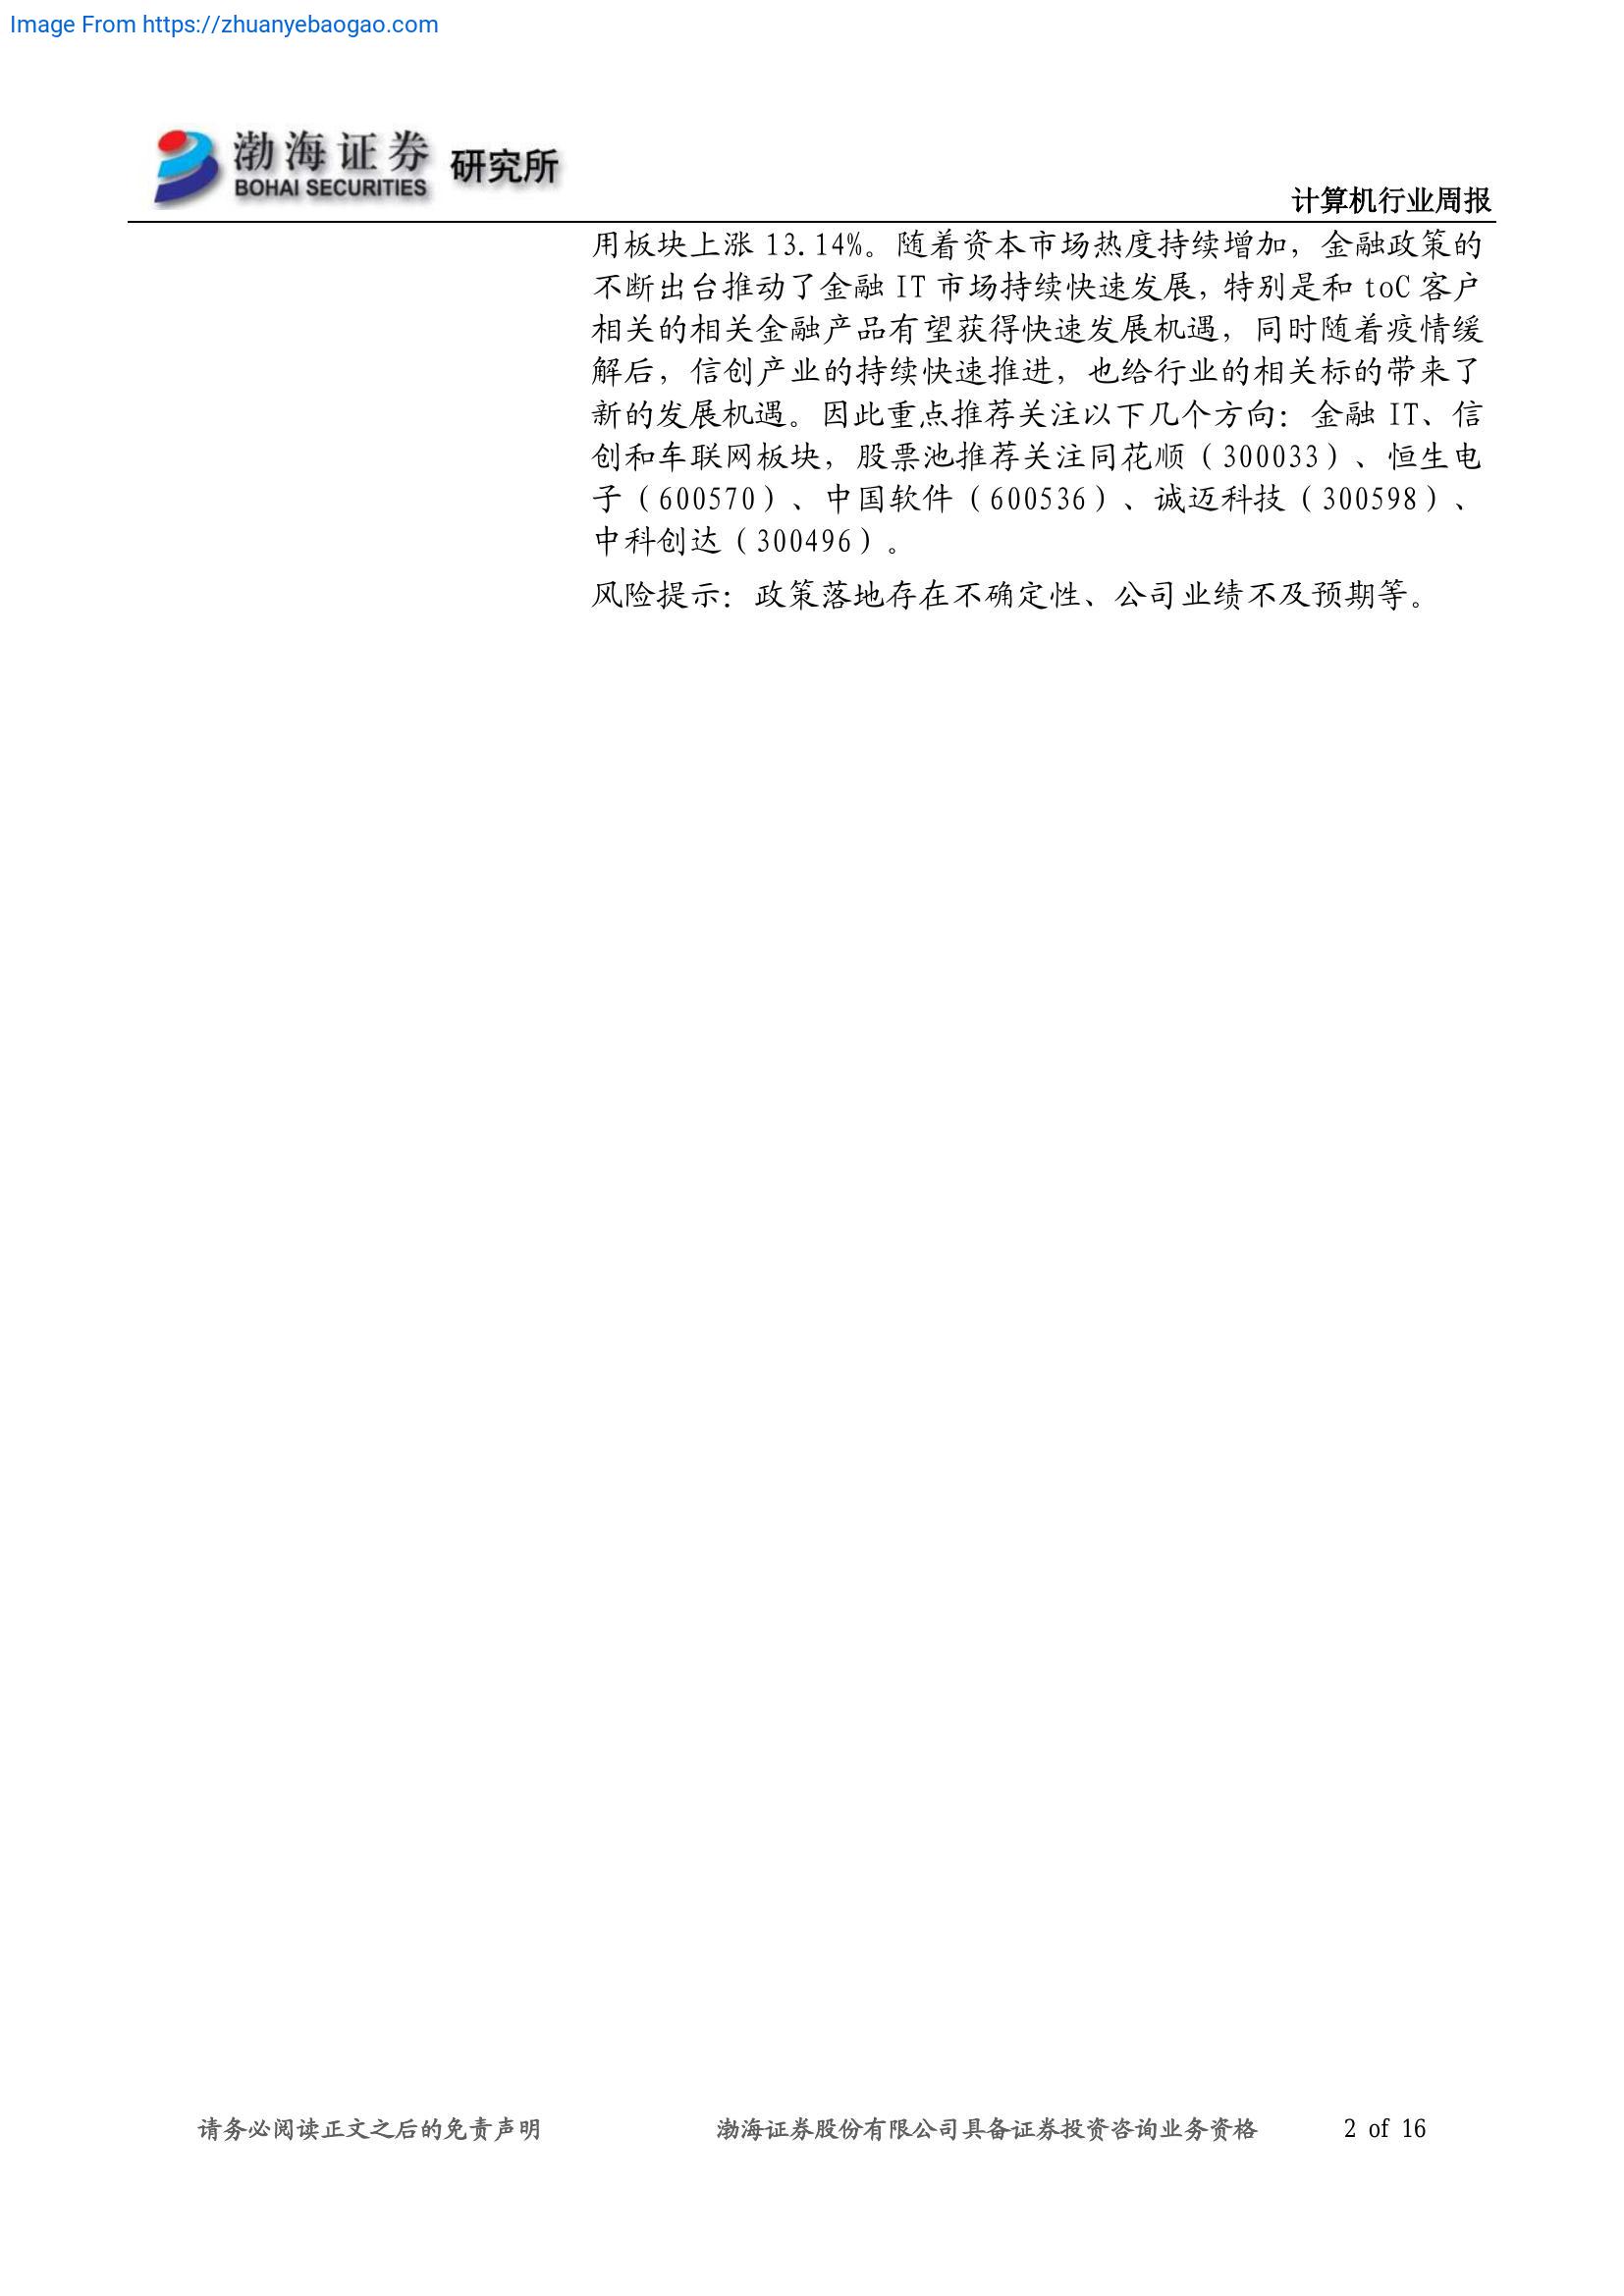 Image From https://zhuanyebaogao.com
渤海证券 研究所
BOHAI SECURITIES
计算机行业周报
用板块上涨 13.14%。随着资本市场热度持续增加，金融政策的
不断出台推动了金融 IT 市场持续快速发展，特别是和 toC 客户
相关的相关金融产品有望获得快速发展机遇，同时随着疫情缓
解后，信创产业的持续快速推进，也给行业的相关标的带来了
新的发展机遇。因此重点推荐关注以下几个方向：金融 IT、信
创和车联网板块，股票池推荐关注同花顺（300033）、恒生电
子（600570）、中国软件（600536）、诚迈科技（300598）、
中科创达（300496）。
风险提示：政策落地存在不确定性、公司业绩不及预期等。
请务必阅读正文之后的免责声明 渤海证券股份有限公司具备证券投资咨询业务资格 2 of 16